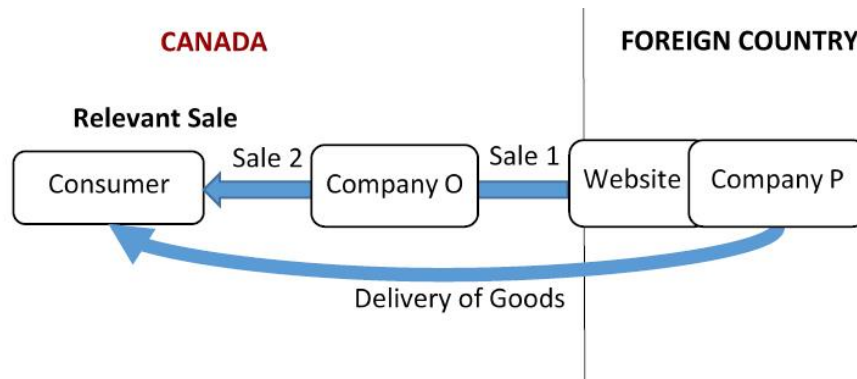 CANADA
FOREIGN COUNTRY
Relevant Sale
Sale 2
Sale 1
Consumer
Company O
Website
Company P
Delivery of Goods